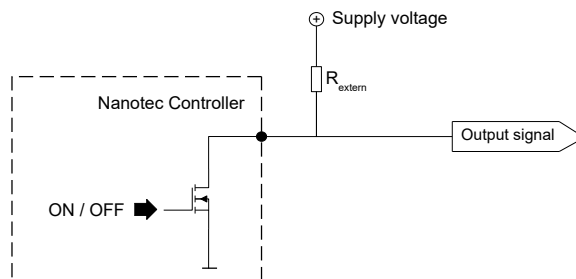 Supply voltage
R extern
Nanotec Controller
Output signal
ON / OFF